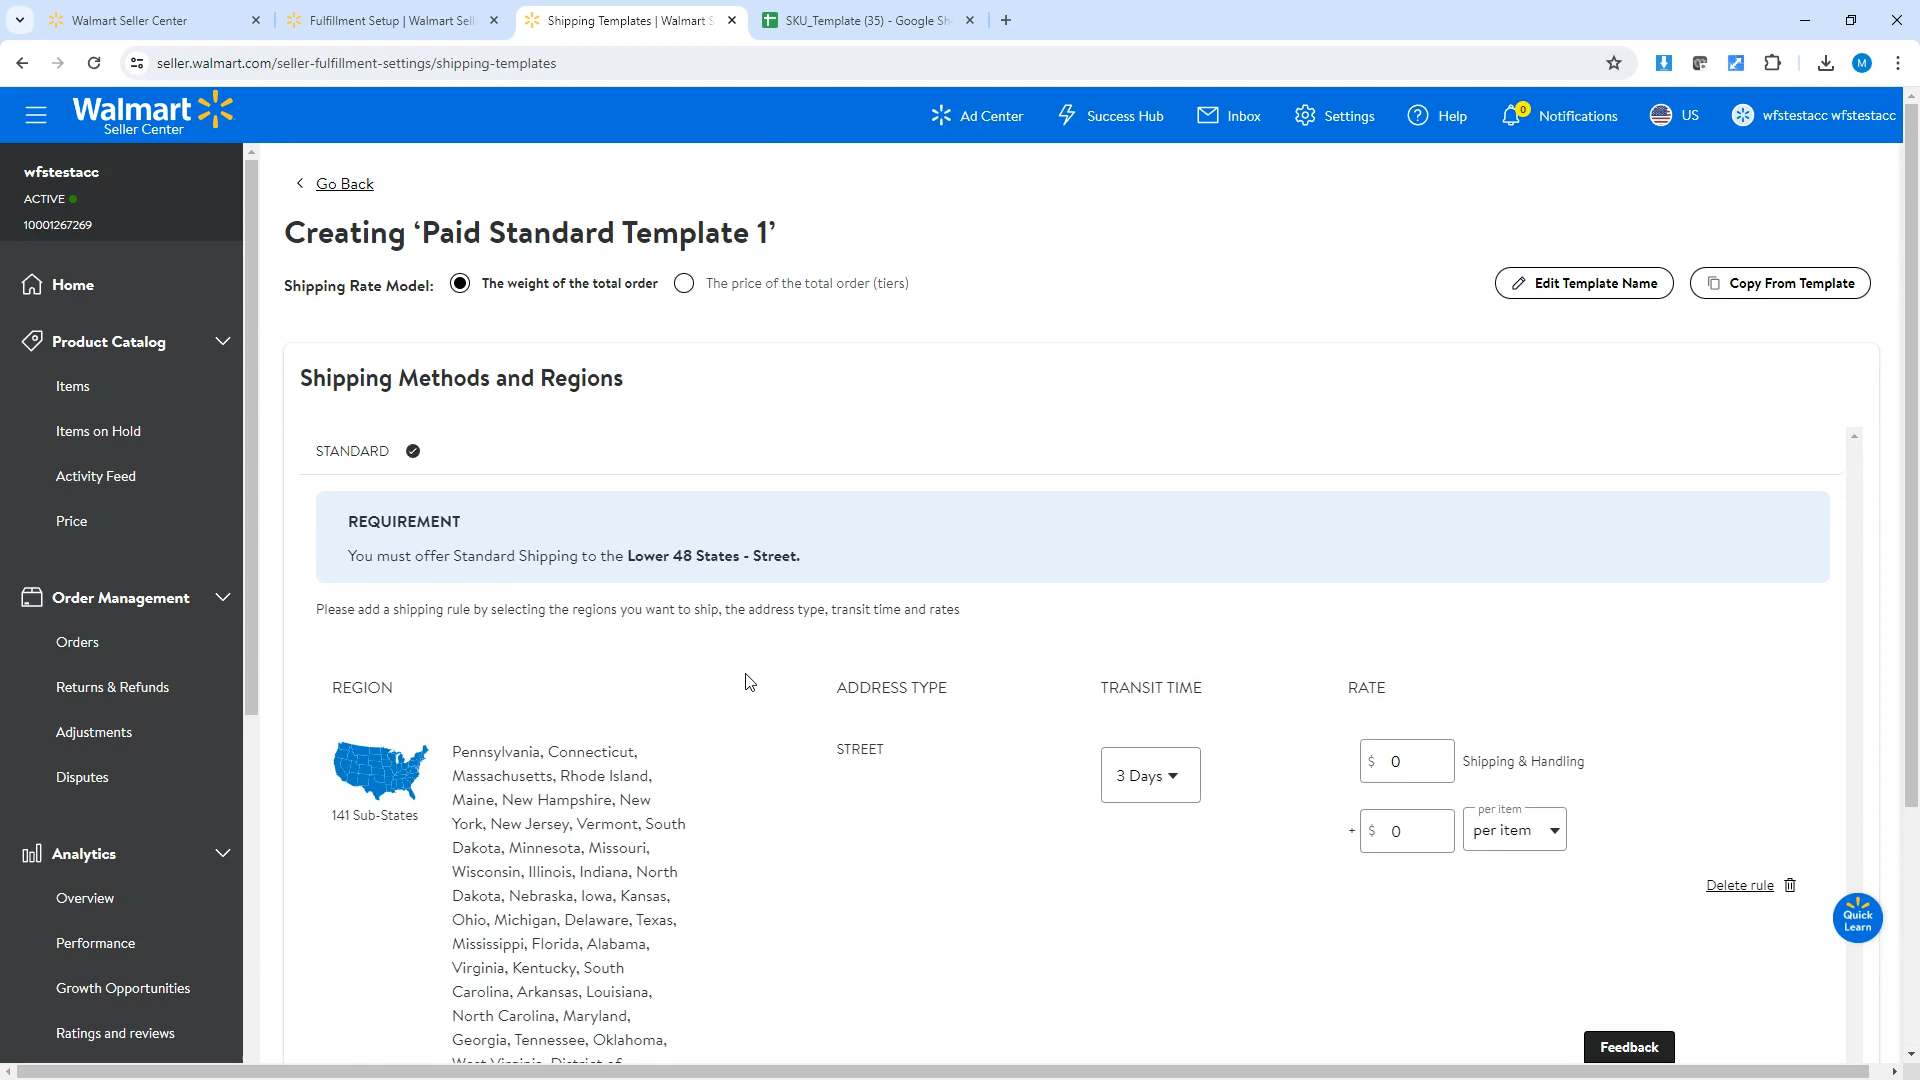 Walmart Seller Center
Fulfillment Setup | Walmart Sell
Shipping Templates | Walmart S
SKU_Template (35) - Google She
seller.walmart.com/seller-fulfillment-settings/shipping-templates
M
Walmart
Seller Center
Ad Center
Success Hub
Inbox
Settings
Help
0
Notifications
US
wfstestacc wfstestacc
wfstestacc
ACTIVE
10001267269
Home
Product Catalog
Items
Items on Hold
Activity Feed
Price
Order Management
Orders
Returns & Refunds
Adjustments
Disputes
Analytics
Overview
Performance
Growth Opportunities
Ratings and reviews
Go Back
Creating ‘Paid Standard Template 1’
Shipping Rate Model:
The weight of the total order
The price of the total order (tiers)
Edit Template Name
Copy From Template
Shipping Methods and Regions
STANDARD
REQUIREMENT
You must offer Standard Shipping to the Lower 48 States - Street.
Please add a shipping rule by selecting the regions you want to ship, the address type, transit time and rates
REGION
ADDRESS TYPE
TRANSIT TIME
RATE
141 Sub-States
Pennsylvania, Connecticut,
Massachusetts, Rhode Island,
Maine, New Hampshire, New
York, New Jersey, Vermont, South
Dakota, Minnesota, Missouri,
Wisconsin, Illinois, Indiana, North
Dakota, Nebraska, Iowa, Kansas,
Ohio, Michigan, Delaware, Texas,
Mississippi, Florida, Alabama,
Virginia, Kentucky, South
Carolina, Arkansas, Louisiana,
North Carolina, Maryland,
Georgia, Tennessee, Oklahoma,
West Virginia, District of
STREET
3 Days
$ 0 Shipping & Handling
+ $ 0
per item
per item
Delete rule
Quick
Learn
Feedback